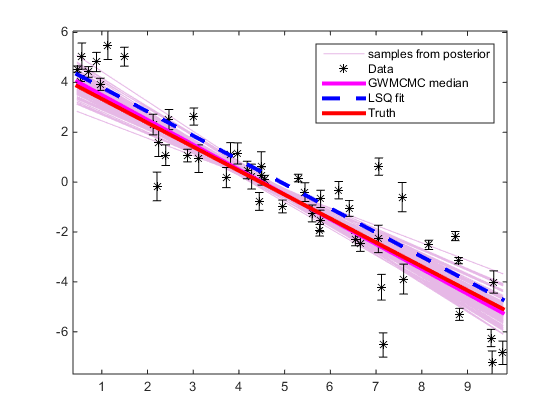 6
4
2
0
-2
-4
-6
samples from posterior
Data
GWMCMC median
LSQ fit
Truth
1 2 3 4 5 6 7 8 9